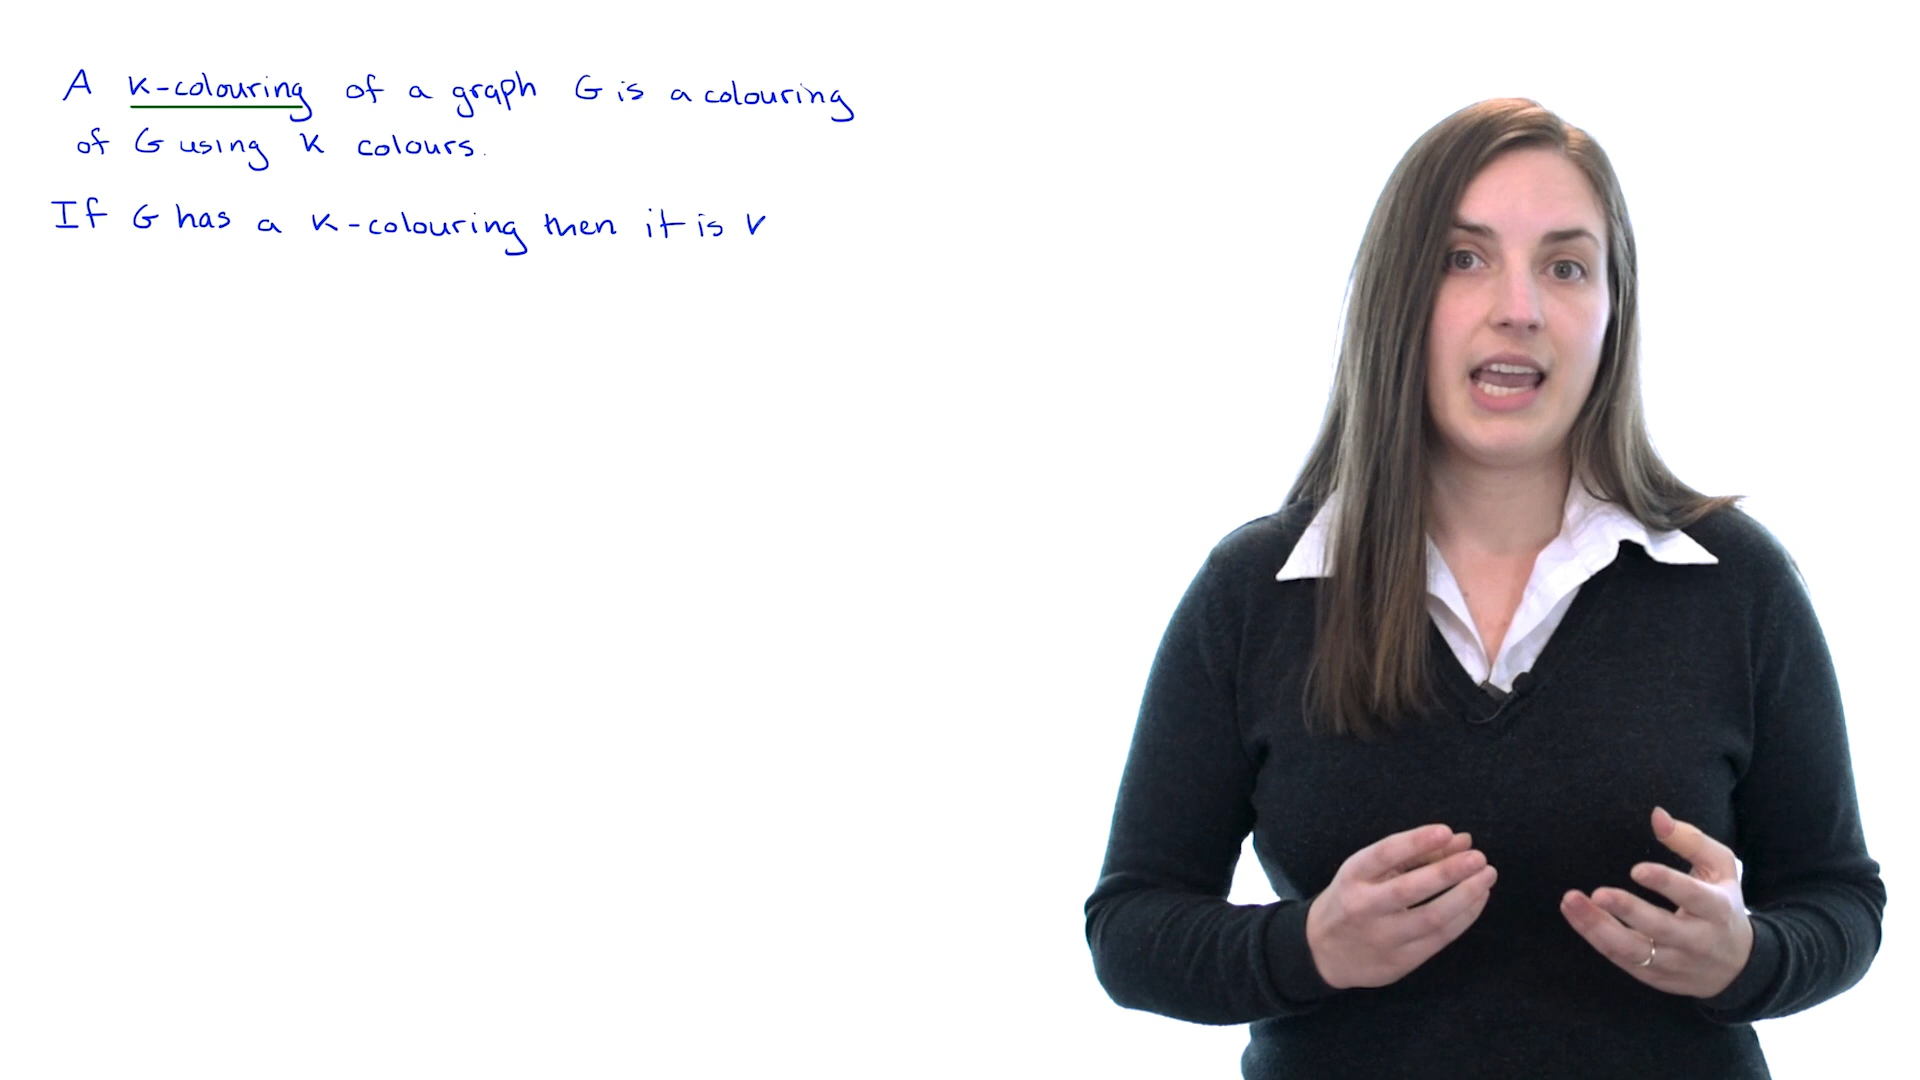 A K-colouring of a graph G is a colouring
of G using K colours.
If G has a K-colouring then it is